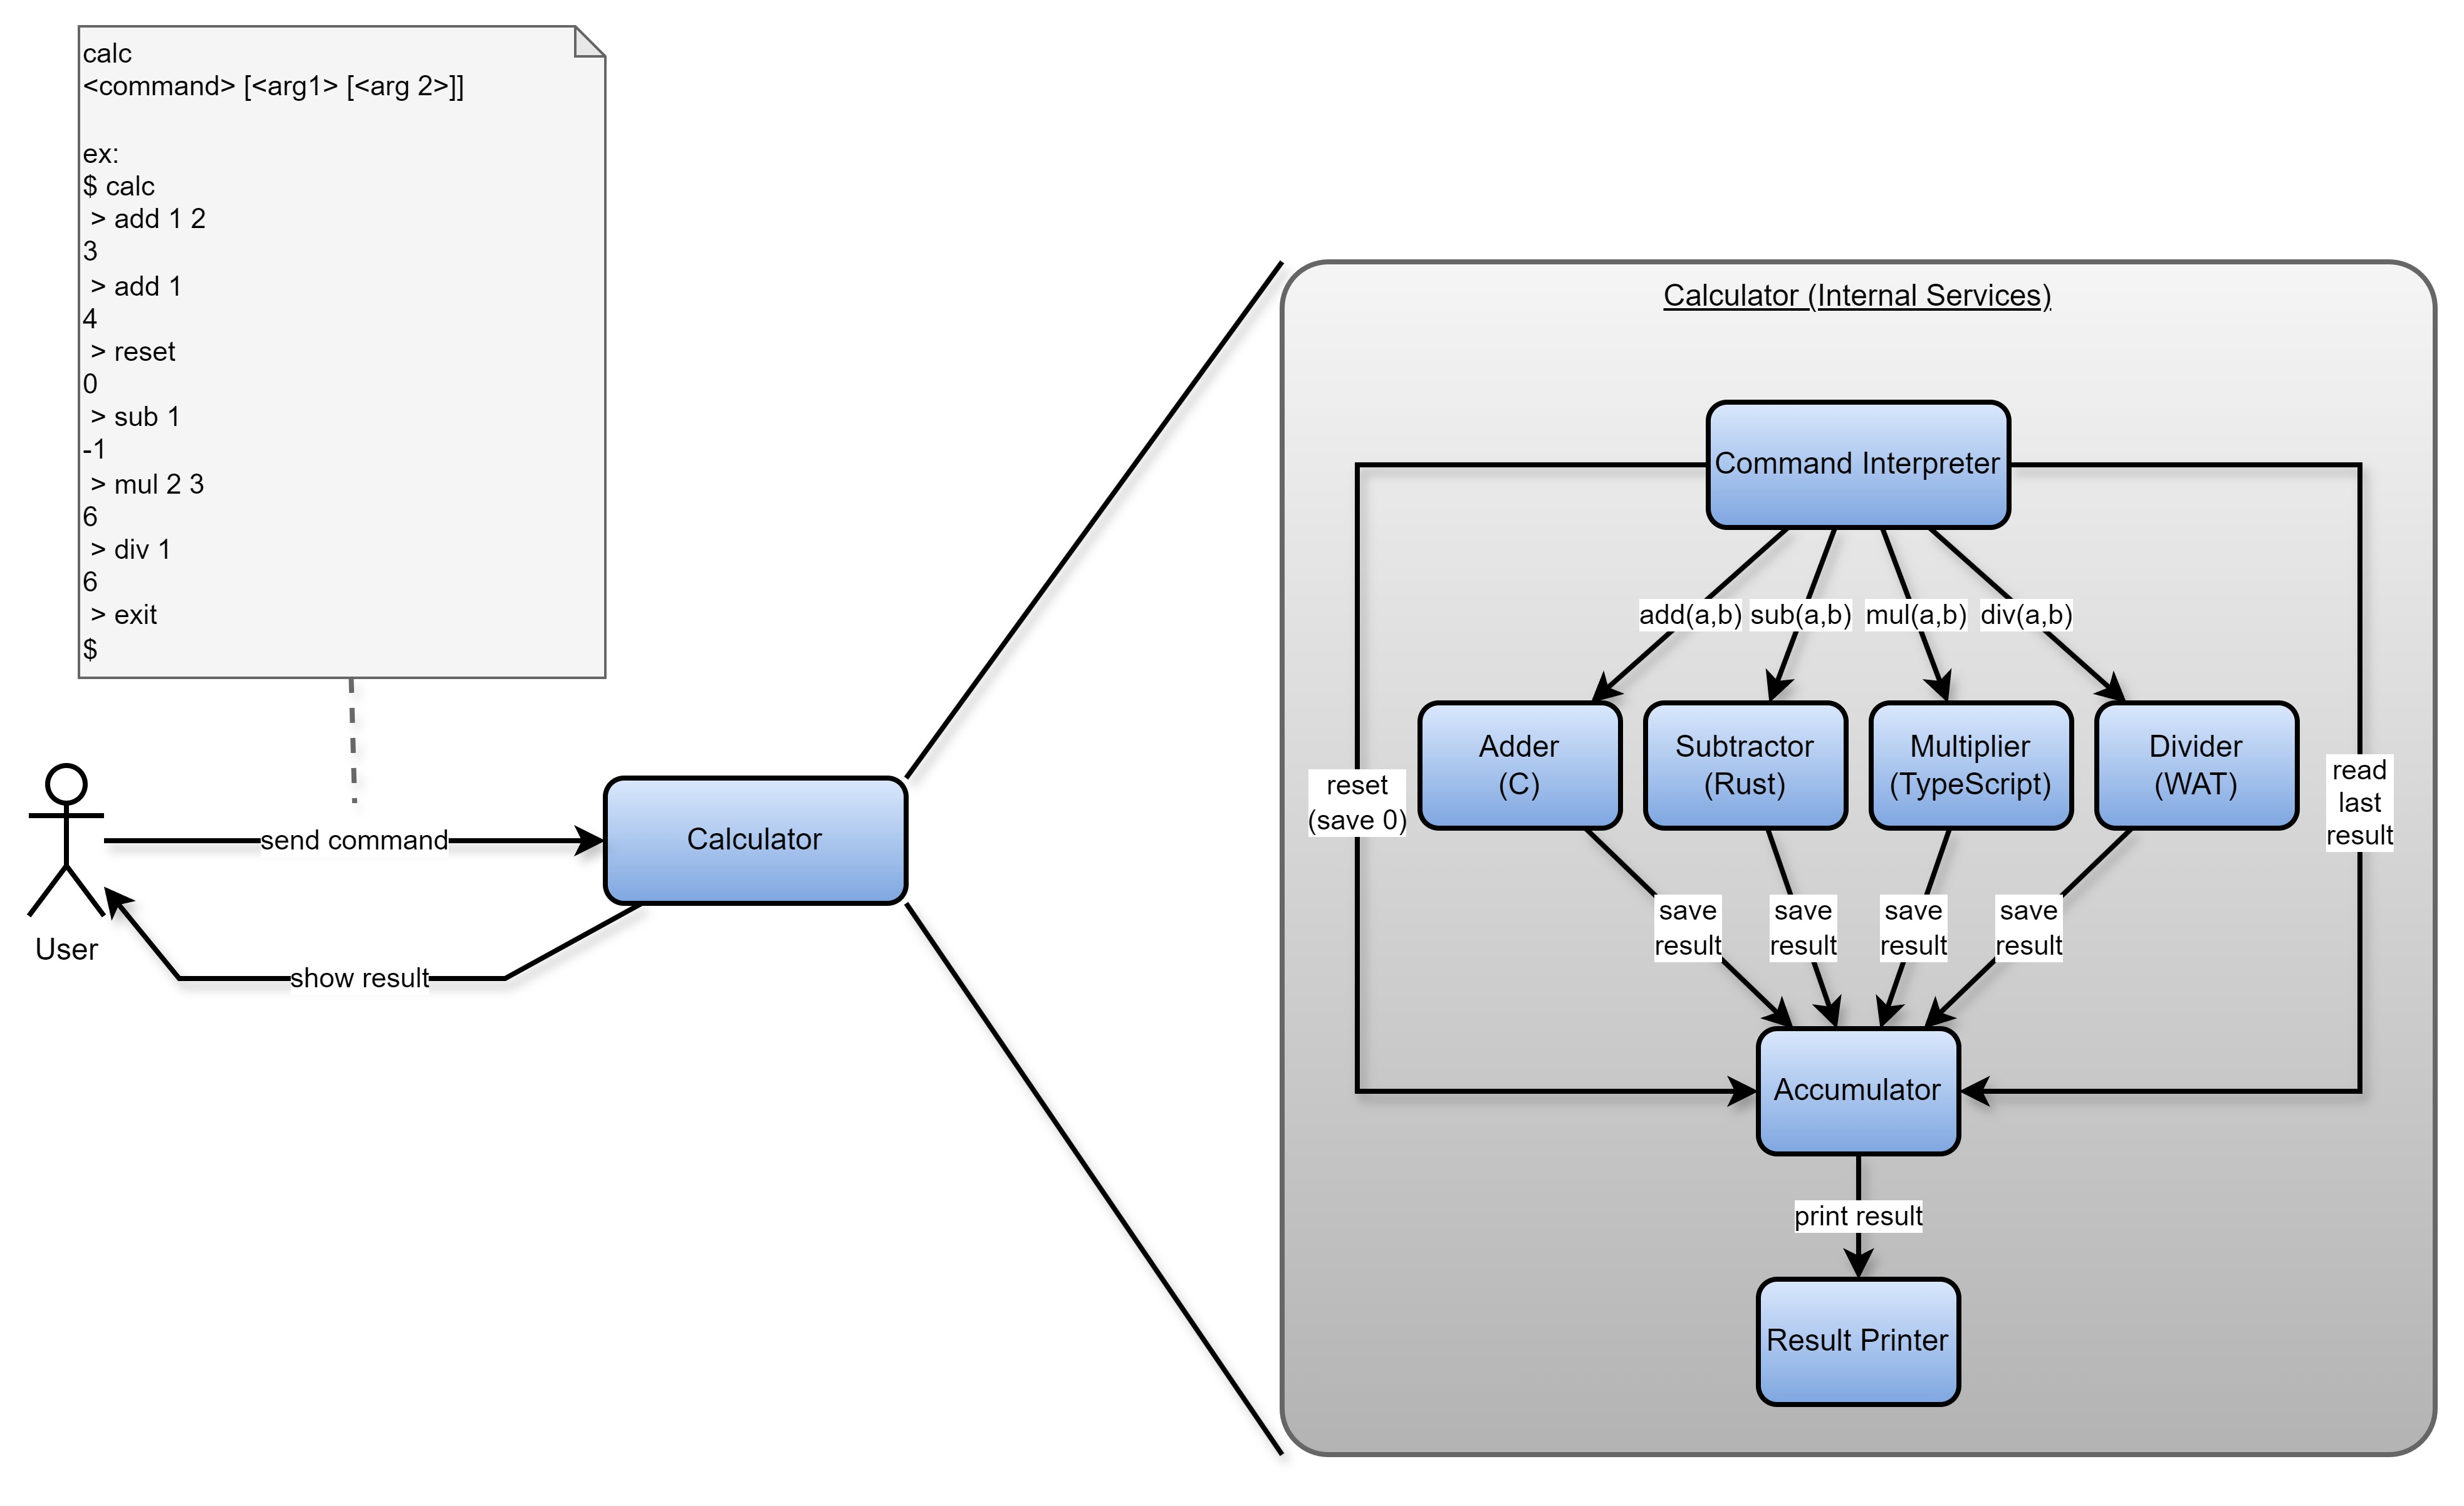 calc
<command> [<arg1> [<arg 2>]]
ex:
$ calc
> add 1 2
3
> add 1
4
> reset
0
> sub 1
-1
> mul 2 3
6
> div 1
6
> exit
$
User
send command
show result
Calculator
Calculator (Internal Services)
Command Interpreter
add(a,b)
sub(a,b)
mul(a,b)
div(a,b)
Adder
(C)
Subtractor
(Rust)
Multiplier
(TypeScript)
Divider
(WAT)
reset
(save 0)
read
last
result
save
result
save
result
save
result
save
result
Accumulator
print result
Result Printer